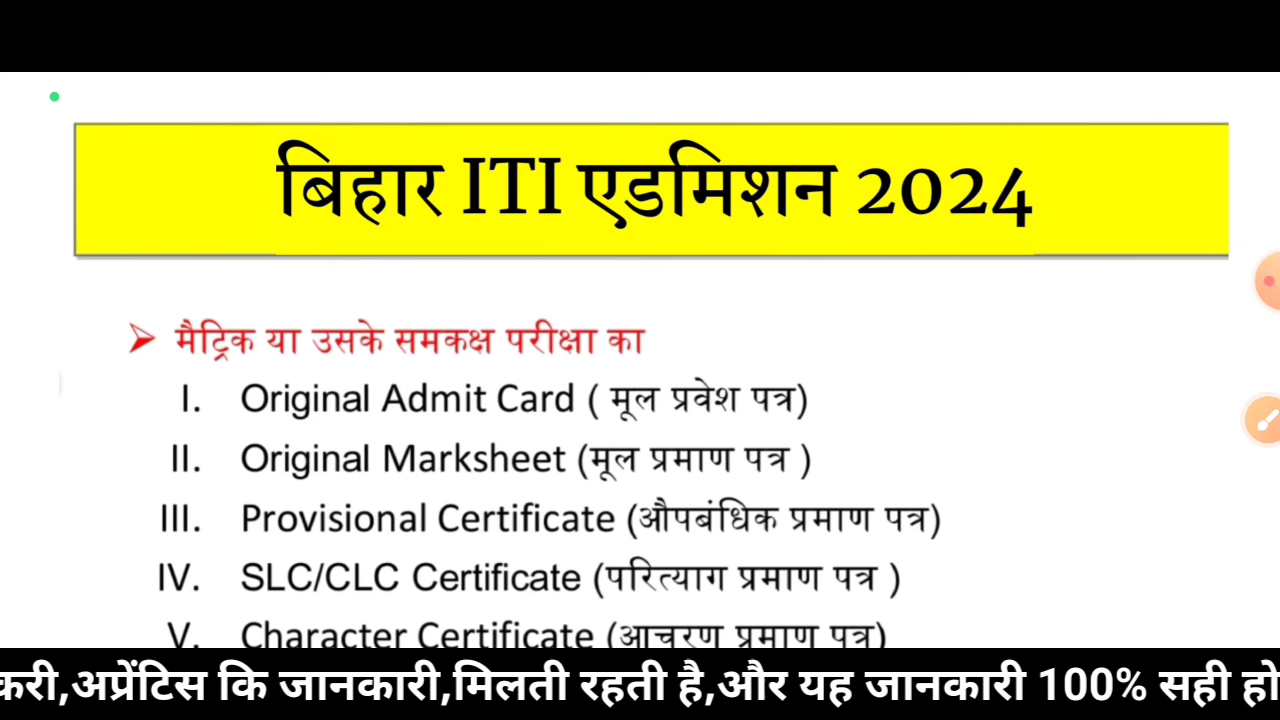 बिहार ITI एडमिशन 2024
➢ मैट्रिक या उसके समकक्ष परीक्षा का
I. Original Admit Card ( मूल प्रवेश पत्र)
II. Original Marksheet (मूल प्रमाण पत्र )
III. Provisional Certificate (औपबंधिक प्रमाण पत्र)
IV. SLC/CLC Certificate (परित्याग प्रमाण पत्र )
V. Character Certificate (आचरण प्रमाण पत्र)
करी,अप्रेंटिस कि जानकारी,मिलती रहती है,और यह जानकारी 100% सही हो